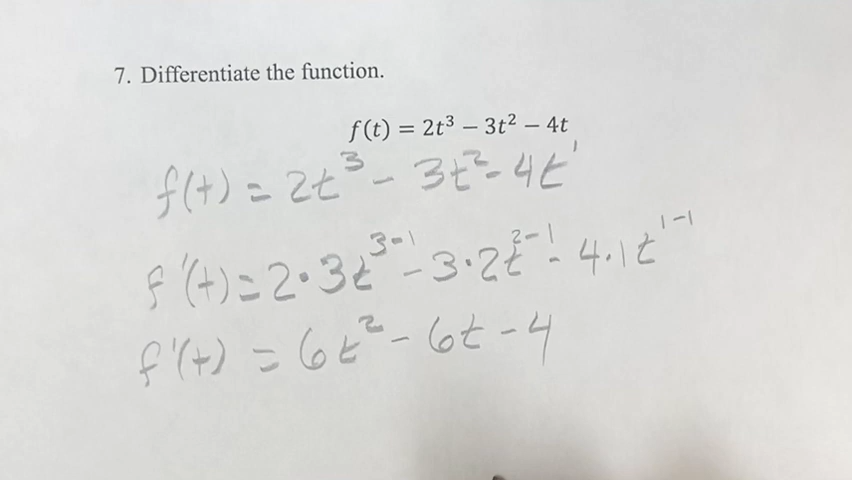 7. Differentiate the function.
f(t) = 2t³ − 3t² − 4t
f(t) = 2t³ - 3t² - 4t¹
f'(t) = 2·3t³⁻¹ - 3·2t²⁻¹ - 4·1t¹⁻¹
f'(t) = 6t² - 6t - 4